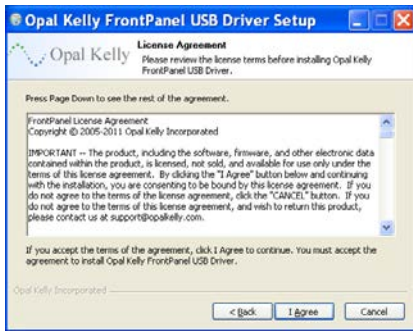 Opal Kelly FrontPanel USB Driver Setup
Opal Kelly
License Agreement
Please review the license terms before installing Opal Kelly
FrontPanel USB Driver.
Press Page Down to see the rest of the agreement.
FrontPanel License Agreement
Copyright © 2005-2011 Opal Kelly Incorporated
IMPORTANT -- The product, including the software, firmware, and other electronic data
contained within the product, is licensed, not sold, and available for use only under the
terms of this license agreement. By clicking the "I Agree" button below and continuing
with the installation, you are consenting to be bound by this license agreement. If you
do not agree to the terms of the license agreement, click the "CANCEL" button. If you
do not agree to the terms of this license agreement, and wish to return this product,
please contact us at support@opalkelly.com.
If you accept the terms of the agreement, click I Agree to continue. You must accept the
agreement to install Opal Kelly FrontPanel USB Driver.
Opal Kelly Incorporated
< Back
I Agree
Cancel